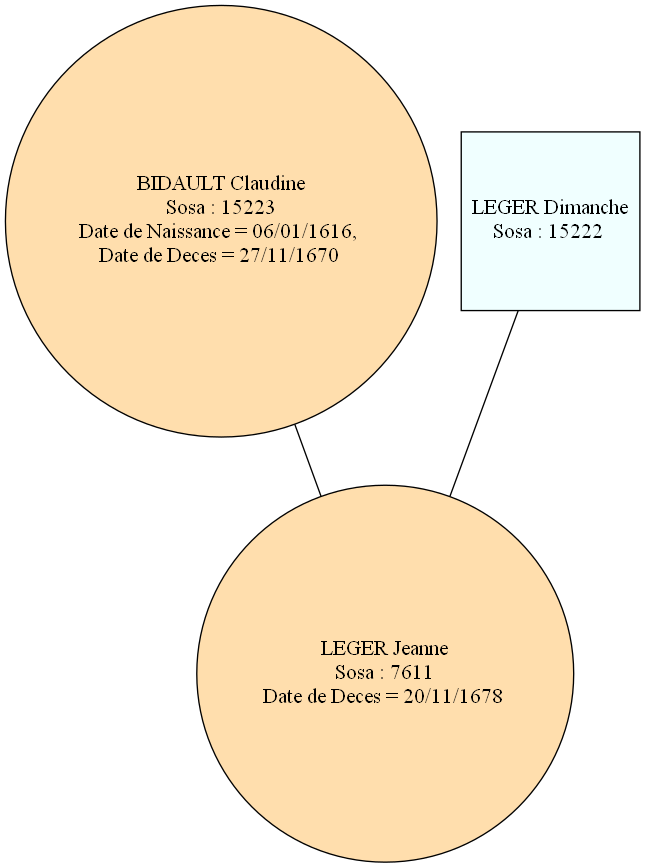 BIDAULT Claudine
Sosa : 15223
Date de Naissance = 06/01/1616,
Date de Deces = 27/11/1670
LEGER Dimanche
Sosa : 15222
LEGER Jeanne
Sosa : 7611
Date de Deces = 20/11/1678